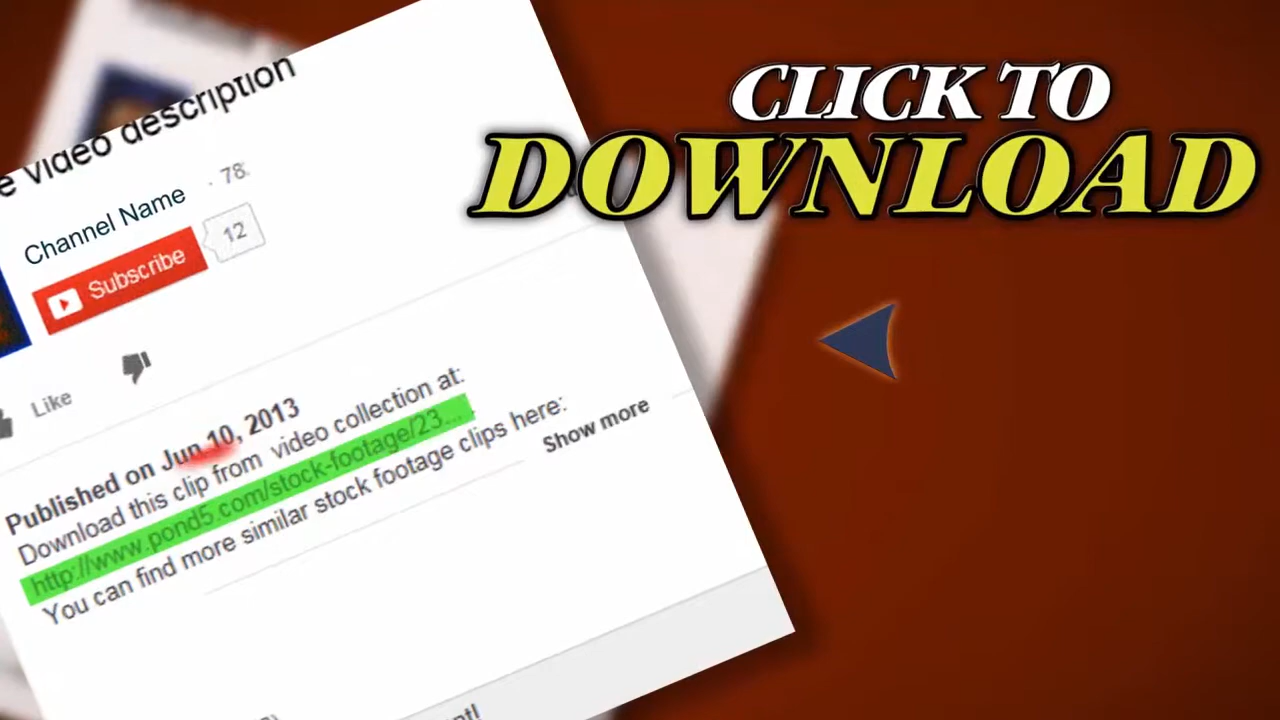 CLICK TO
DOWNLOAD
e video description
Channel Name
Subscribe
12
Like
Published on Jun 10, 2013
Download this clip from video collection at:
http://www.pond5.com/stock-footage/23...
You can find more similar stock footage clips here:
Show more